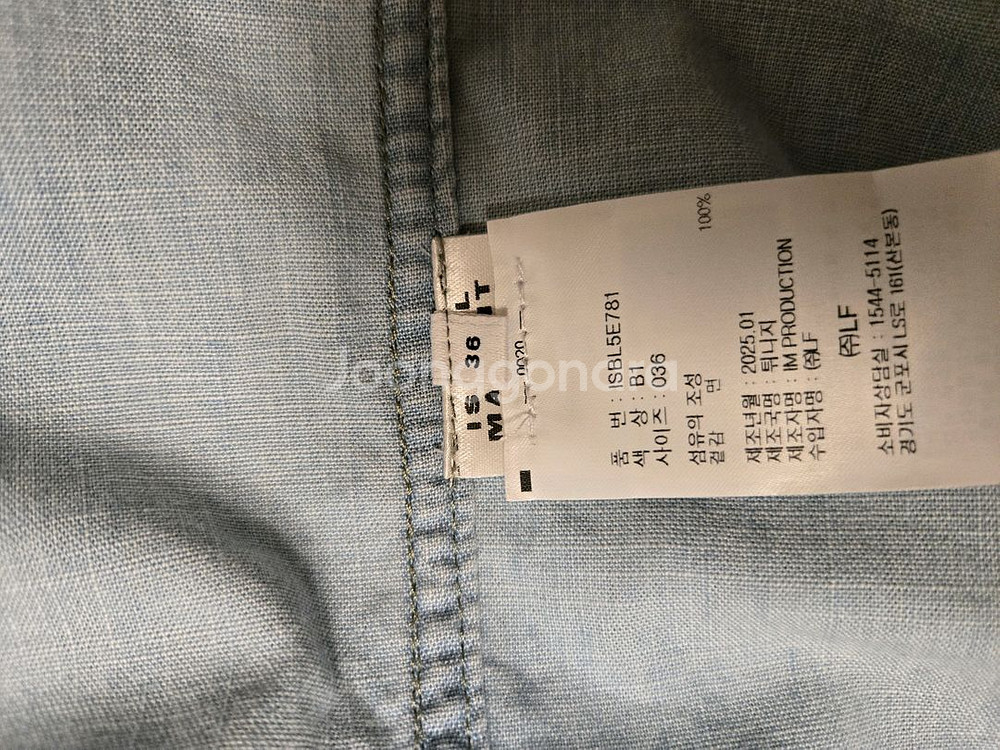 36
0020
품 번 : ISBL5E781
색 상 : B1
사이즈 : 036
섬유의 조성
겉감 면 100%
제조년월 : 2025.01
제조국명 : 튀니지
제조자명 : IM PRODUCTION
수입자명 : (주)LF
(주)LF
소비자상담실 : 1544-5114
경기도 군포시 LS로 161(산본동)
Joonggonara